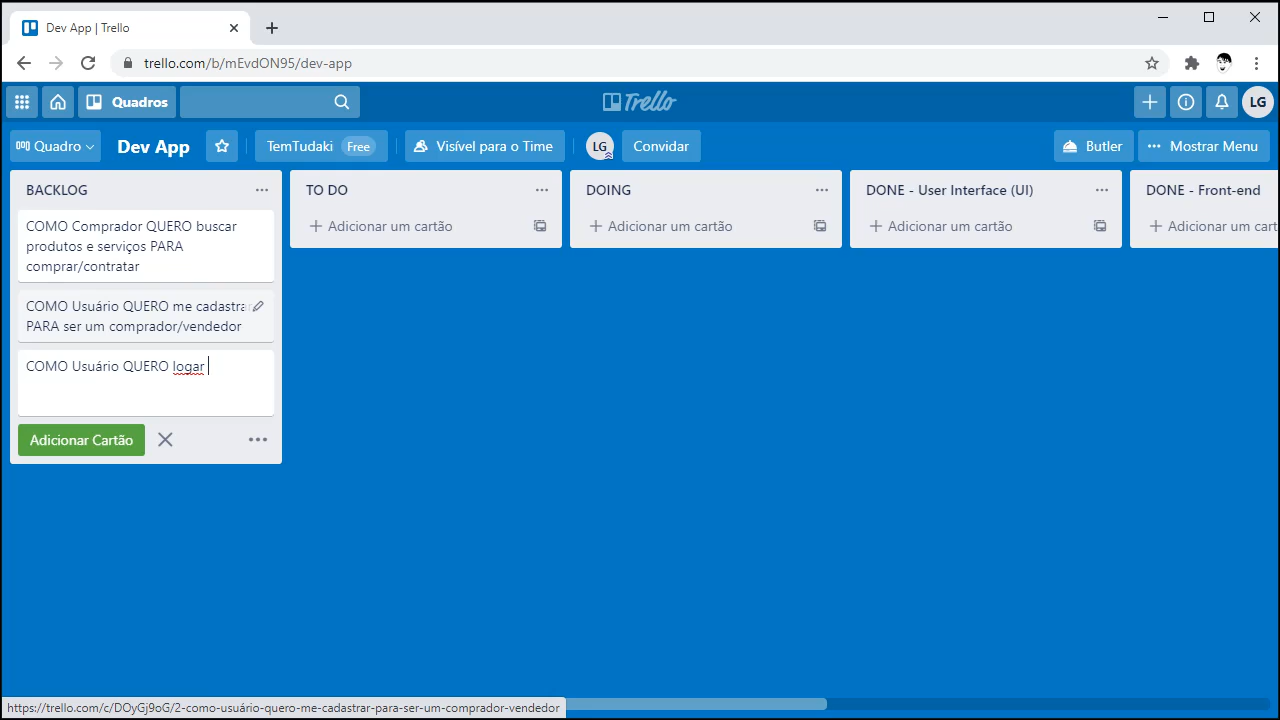 Dev App | Trello
trello.com/b/mEvdON95/dev-app
Quadros
Trello
LG
Quadro
Dev App
TemTudaki Free
Visível para o Time
LG
Convidar
Butler
Mostrar Menu
BACKLOG
COMO Comprador QUERO buscar
produtos e serviços PARA
comprar/contratar
COMO Usuário QUERO me cadastrar
PARA ser um comprador/vendedor
COMO Usuário QUERO logar
Adicionar Cartão
TO DO
Adicionar um cartão
DOING
Adicionar um cartão
DONE - User Interface (UI)
Adicionar um cartão
DONE - Front-end
Adicionar um cart
https://trello.com/c/DOyGj9oG/2-como-usuário-quero-me-cadastrar-para-ser-um-comprador-vendedor